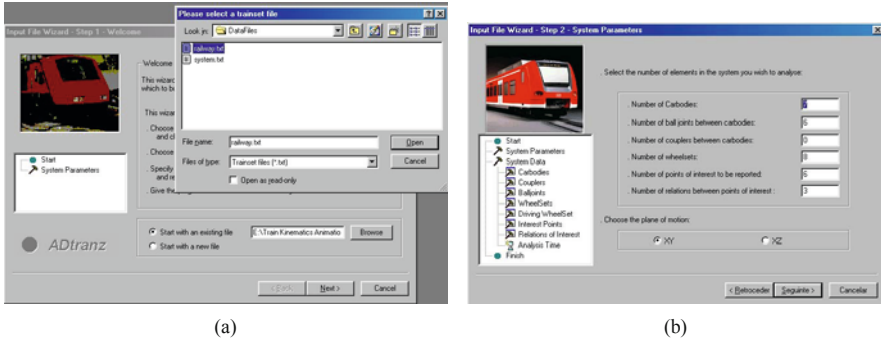 Please select a trainset file
Input File Wizard - Step 1 - Welcome
Look in: DataFiles
railway.txt
system.txt
File name: railway.txt Open
Files of type: Trainset files (*.txt) Cancel
Open as read-only
Welcome
This wizard
which to b
This wizar
. Choose
and cl
. Choose
. Specify
and re
. Give the
Start
System Parameters
ADtranz
Start with an existing file E:\Train Kinematics Animatio Browse
Start with a new file
< Back Next > Cancel
(a)
Input File Wizard - Step 2 - System Parameters
. Select the number of elements in the system you wish to analyse:
. Number of Carbodies:
. Number of ball joints between carbodies: 6
. Number of couplers between carbodies: 0
. Number of wheelsets: 8
. Number of points of interest to be reported: 6
. Number of relations between points of interest : 3
. Choose the plane of motion:
XY XZ
Start
System Parameters
System Data
Carbodies
Couplers
Balljoints
WheelSets
Driving WheelSet
Interest Points
Relations of Interest
Analysis Time
Finish
< Retroceder Seguinte > Cancelar
(b)